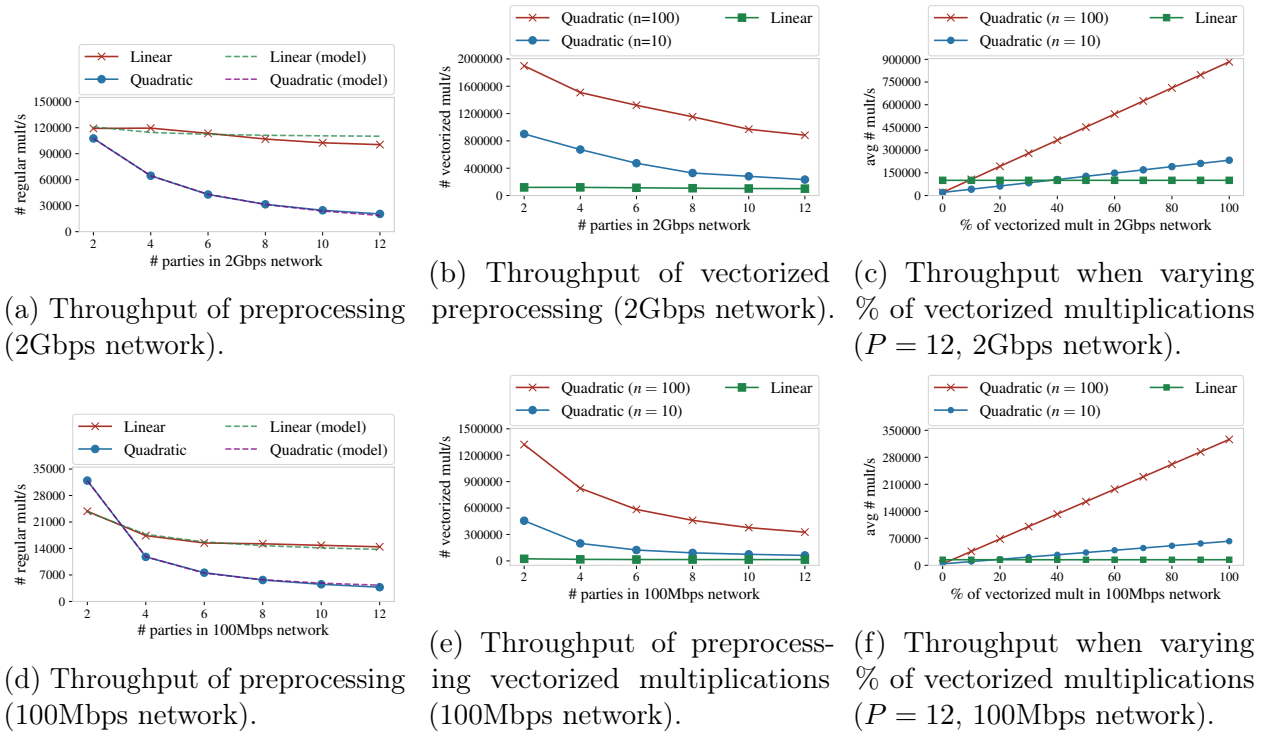 Linear
Quadratic
Linear (model)
Quadratic (model)
# regular mult/s
150000
120000
90000
60000
30000
0
2 4 6 8 10 12
# parties in 2Gbps network
(a) Throughput of preprocessing
(2Gbps network).
Quadratic (n=100)
Quadratic (n=10)
Linear
# vectorized mult/s
2000000
1600000
1200000
800000
400000
0
2 4 6 8 10 12
# parties in 2Gbps network
(b) Throughput of vectorized
preprocessing (2Gbps network).
Quadratic (n = 100)
Quadratic (n = 10)
Linear
avg # mult/s
900000
750000
600000
450000
300000
150000
0
0 20 40 60 80 100
% of vectorized mult in 2Gbps network
(c) Throughput when varying
% of vectorized multiplications
(P = 12, 2Gbps network).
Linear
Quadratic
Linear (model)
Quadratic (model)
# regular mult/s
35000
28000
21000
14000
7000
0
2 4 6 8 10 12
# parties in 100Mbps network
(d) Throughput of preprocessing
(100Mbps network).
Quadratic (n = 100)
Quadratic (n = 10)
Linear
# vectorized mult/s
1500000
1200000
900000
600000
300000
0
2 4 6 8 10 12
# parties in 100Mbps network
(e) Throughput of preprocess-
ing vectorized multiplications
(100Mbps network).
Quadratic (n = 100)
Quadratic (n = 10)
Linear
avg # mult/s
350000
280000
210000
140000
70000
0
0 20 40 60 80 100
% of vectorized mult in 100Mbps network
(f) Throughput when varying
% of vectorized multiplications
(P = 12, 100Mbps network).